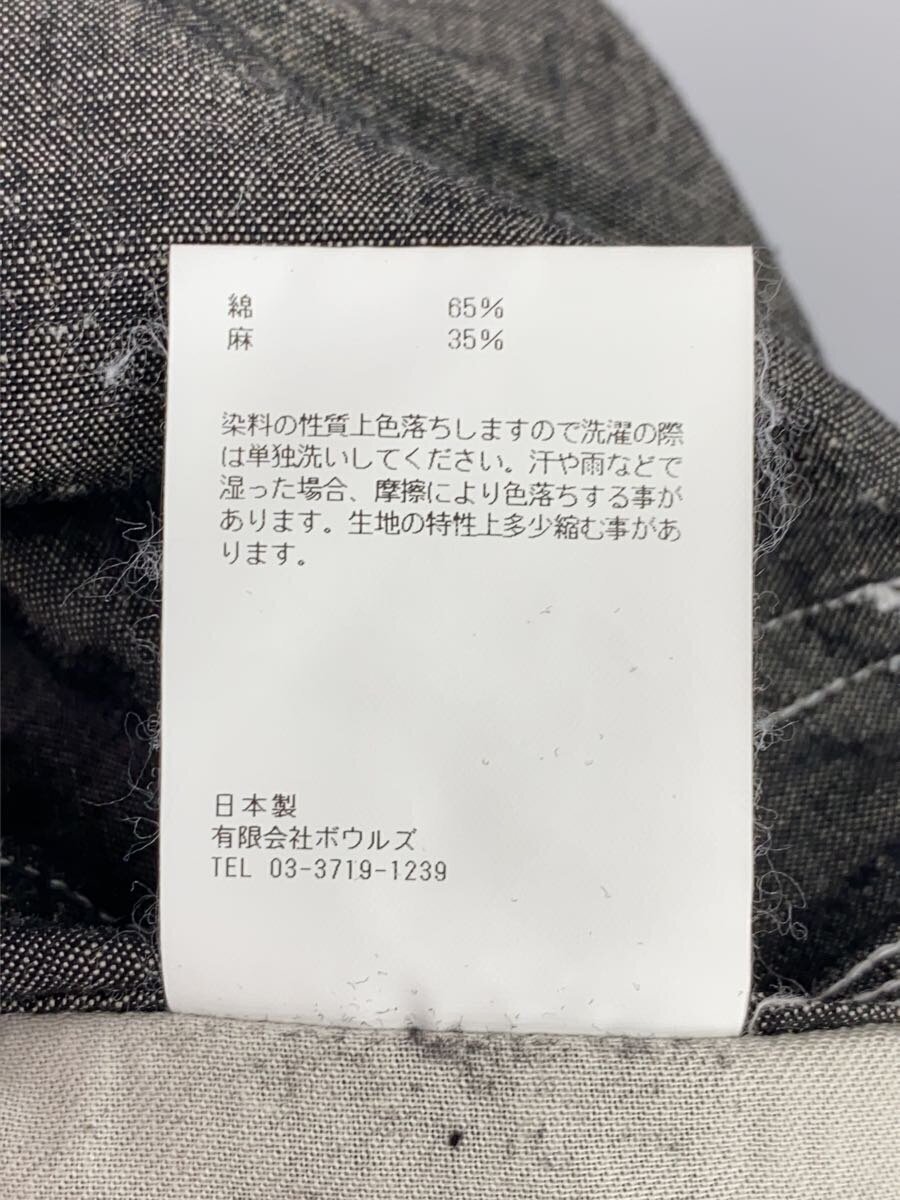 綿 65%
麻 35%
染料の性質上色落ちしますので洗濯の際
は単独洗いしてください。汗や雨などで
湿った場合、摩擦により色落ちする事が
あります。生地の特性上多少縮む事があ
ります。
日本製
有限会社ボウルズ
TEL 03-3719-1239